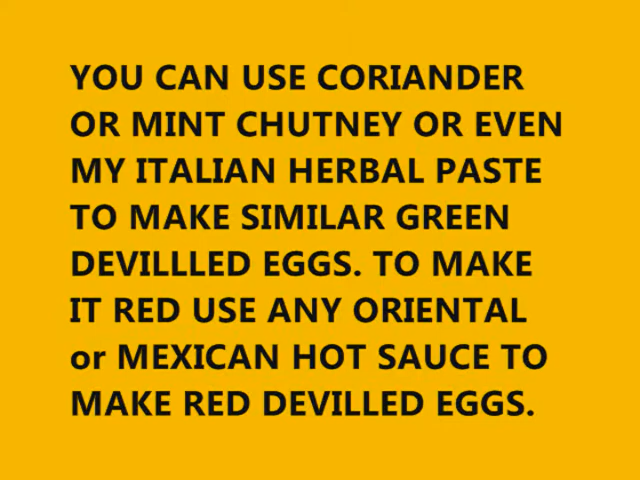 YOU CAN USE CORIANDER
OR MINT CHUTNEY OR EVEN
MY ITALIAN HERBAL PASTE
TO MAKE SIMILAR GREEN
DEVILLLED EGGS. TO MAKE
IT RED USE ANY ORIENTAL
or MEXICAN HOT SAUCE TO
MAKE RED DEVILLED EGGS.